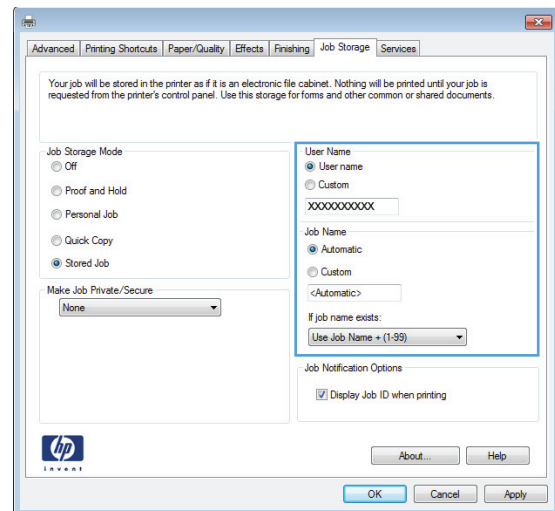 Advanced Printing Shortcuts Paper/Quality Effects Finishing Job Storage Services
Your job will be stored in the printer as if it is an electronic file cabinet. Nothing will be printed until your job is
requested from the printer's control panel. Use this storage for forms and other common or shared documents.
Job Storage Mode
Off
Proof and Hold
Personal Job
Quick Copy
Stored Job
Make Job Private/Secure
None
User Name
User name
Custom
XXXXXXXXXX
Job Name
Automatic
Custom
<Automatic>
If job name exists:
Use Job Name + (1-99)
Job Notification Options
Display Job ID when printing
hp
invent
About... Help
OK Cancel Apply